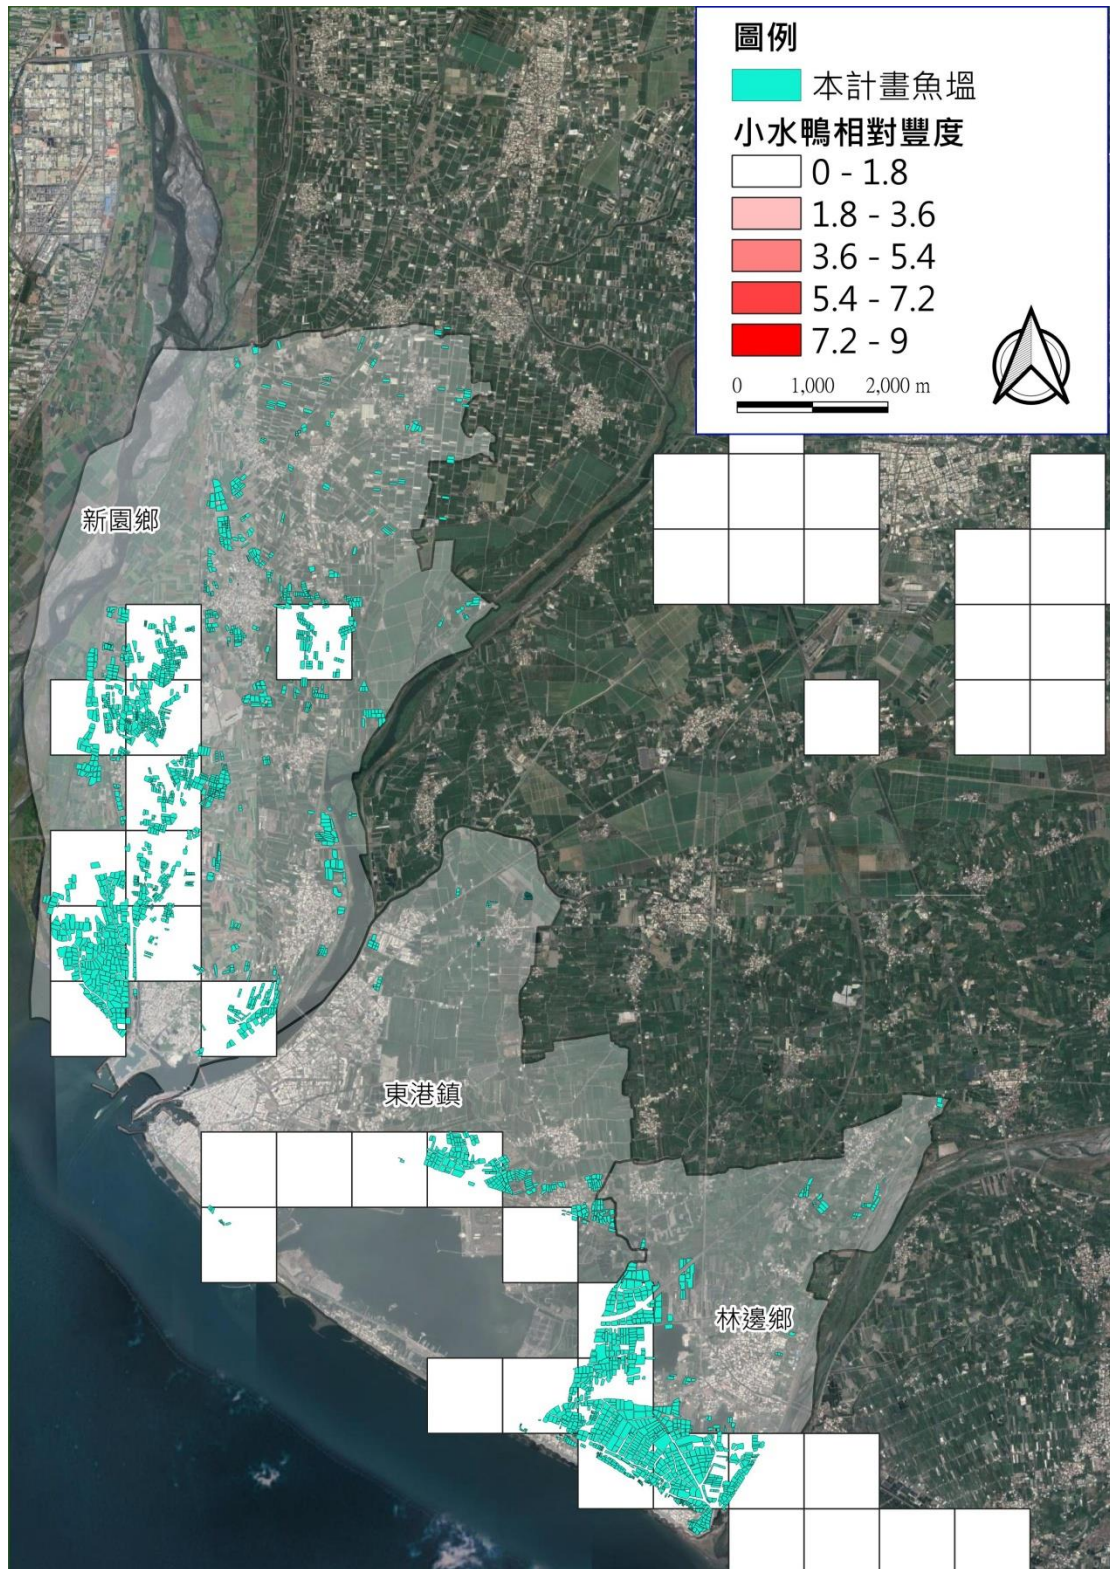 圖例
本計畫魚塭
小水鴨相對豐度
0 - 1.8
1.8 - 3.6
3.6 - 5.4
5.4 - 7.2
7.2 - 9
0 1,000 2,000 m
新園鄉
東港鎮
林邊鄉